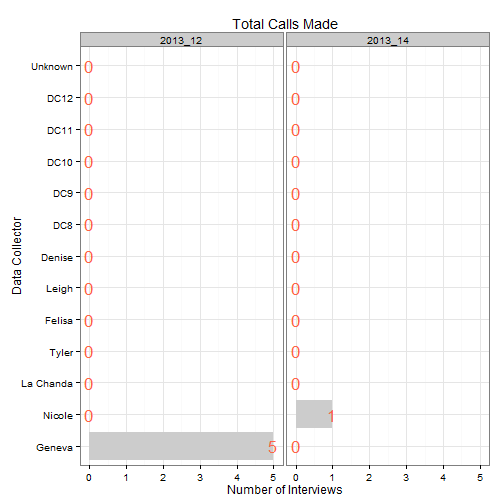 Total Calls Made
2013_12 2013_14
Unknown 0 0
DC12 0 0
DC11 0 0
DC10 0 0
DC9 0 0
DC8 0 0
Denise 0 0
Leigh 0 0
Felisa 0 0
Tyler 0 0
La Chanda 0 0
Nicole 0 1
Geneva 5 0
0 1 2 3 4 5 0 1 2 3 4 5
Number of Interviews
Data Collector